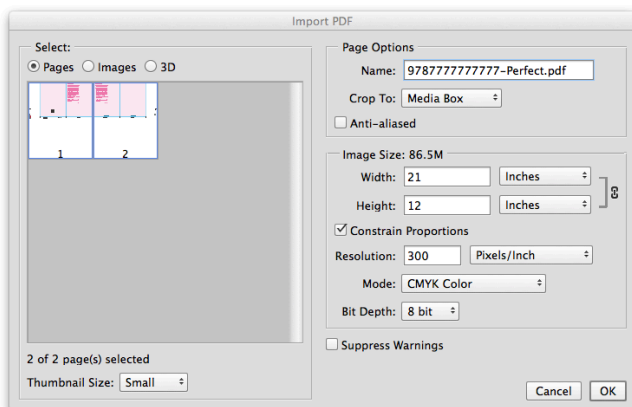 Import PDF
Select:
Pages Images 3D
1 2
2 of 2 page(s) selected
Thumbnail Size: Small
Page Options
Name: 9787777777777-Perfect.pdf
Crop To: Media Box
Anti-aliased
Image Size: 86.5M
Width: 21 Inches
Height: 12 Inches
Constrain Proportions
Resolution: 300 Pixels/Inch
Mode: CMYK Color
Bit Depth: 8 bit
Suppress Warnings
Cancel OK